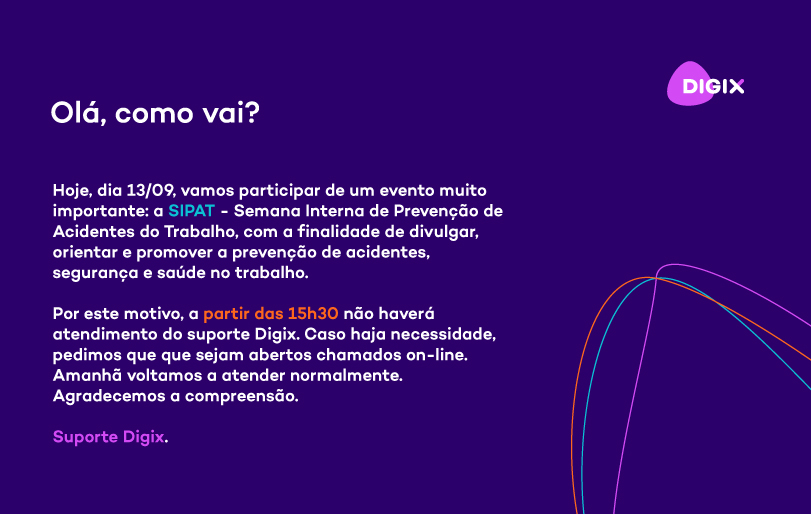 DIGIX
Olá, como vai?
Hoje, dia 13/09, vamos participar de um evento muito
importante: a SIPAT - Semana Interna de Prevenção de
Acidentes do Trabalho, com a finalidade de divulgar,
orientar e promover a prevenção de acidentes,
segurança e saúde no trabalho.
Por este motivo, a partir das 15h30 não haverá
atendimento do suporte Digix. Caso haja necessidade,
pedimos que que sejam abertos chamados on-line.
Amanhã voltamos a atender normalmente.
Agradecemos a compreensão.
Suporte Digix.